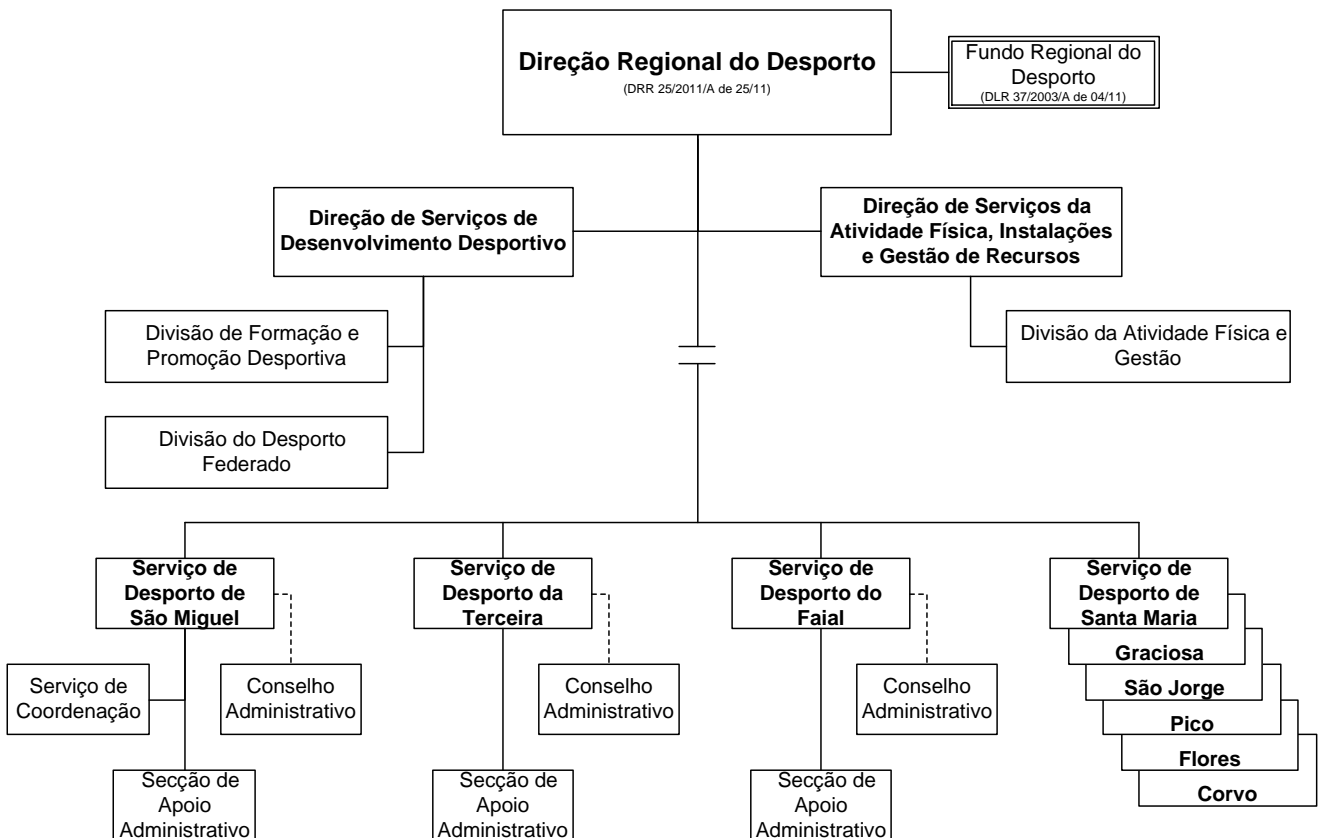 Direção Regional do Desporto
(DRR 25/2011/A de 25/11)
Fundo Regional do
Desporto
(DLR 37/2003/A de 04/11)
Direção de Serviços de
Desenvolvimento Desportivo
Direção de Serviços da
Atividade Física, Instalações
e Gestão de Recursos
Divisão de Formação e
Promoção Desportiva
Divisão da Atividade Física e
Gestão
Divisão do Desporto
Federado
Serviço de
Desporto de
São Miguel
Serviço de
Desporto da
Terceira
Serviço de
Desporto do
Faial
Serviço de
Desporto de
Santa Maria
Graciosa
São Jorge
Pico
Flores
Corvo
Serviço de
Coordenação
Conselho
Administrativo
Conselho
Administrativo
Conselho
Administrativo
Secção de
Apoio
Administrativo
Secção de
Apoio
Administrativo
Secção de
Apoio
Administrativo